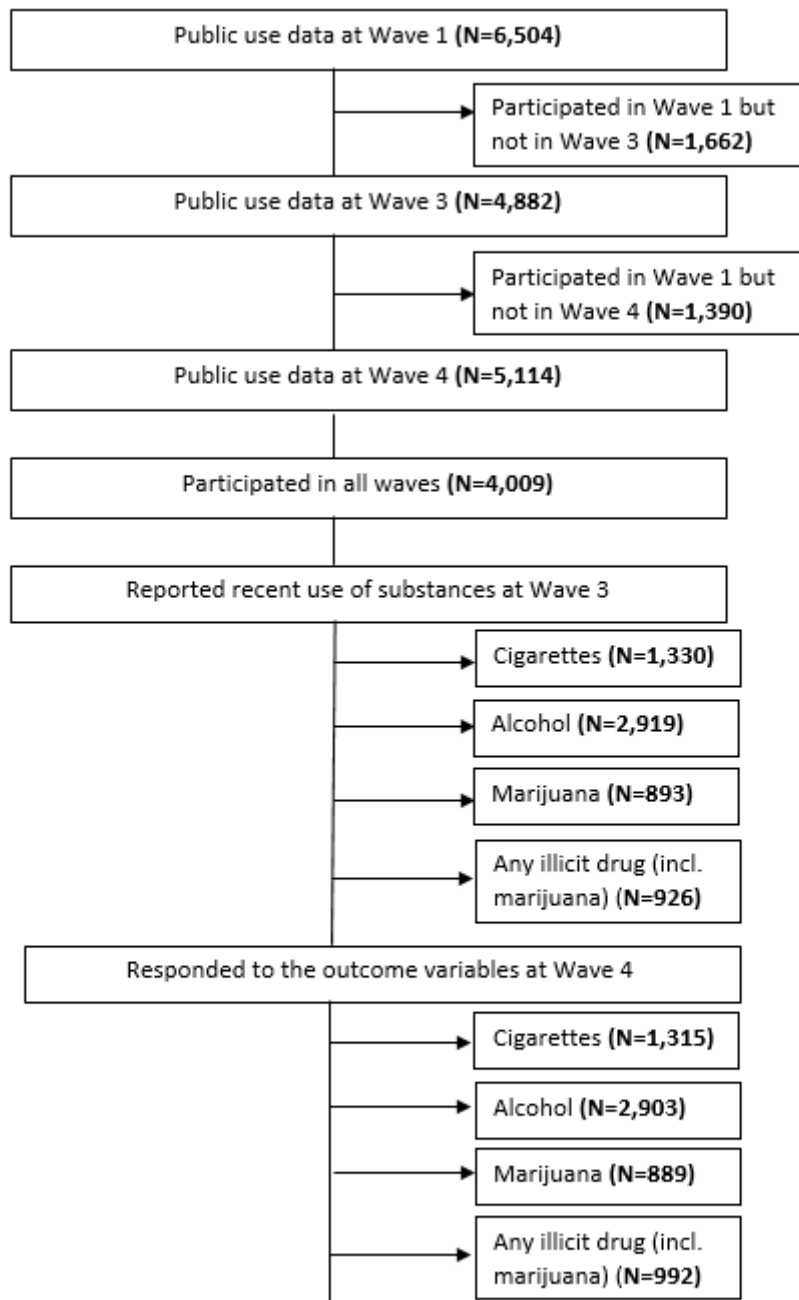 Public use data at Wave 1 (N=6,504)
Participated in Wave 1 but
not in Wave 3 (N=1,662)
Public use data at Wave 3 (N=4,882)
Participated in Wave 1 but
not in Wave 4 (N=1,390)
Public use data at Wave 4 (N=5,114)
Participated in all waves (N=4,009)
Reported recent use of substances at Wave 3
Cigarettes (N=1,330)
Alcohol (N=2,919)
Marijuana (N=893)
Any illicit drug (incl.
marijuana) (N=926)
Responded to the outcome variables at Wave 4
Cigarettes (N=1,315)
Alcohol (N=2,903)
Marijuana (N=889)
Any illicit drug (incl.
marijuana) (N=992)